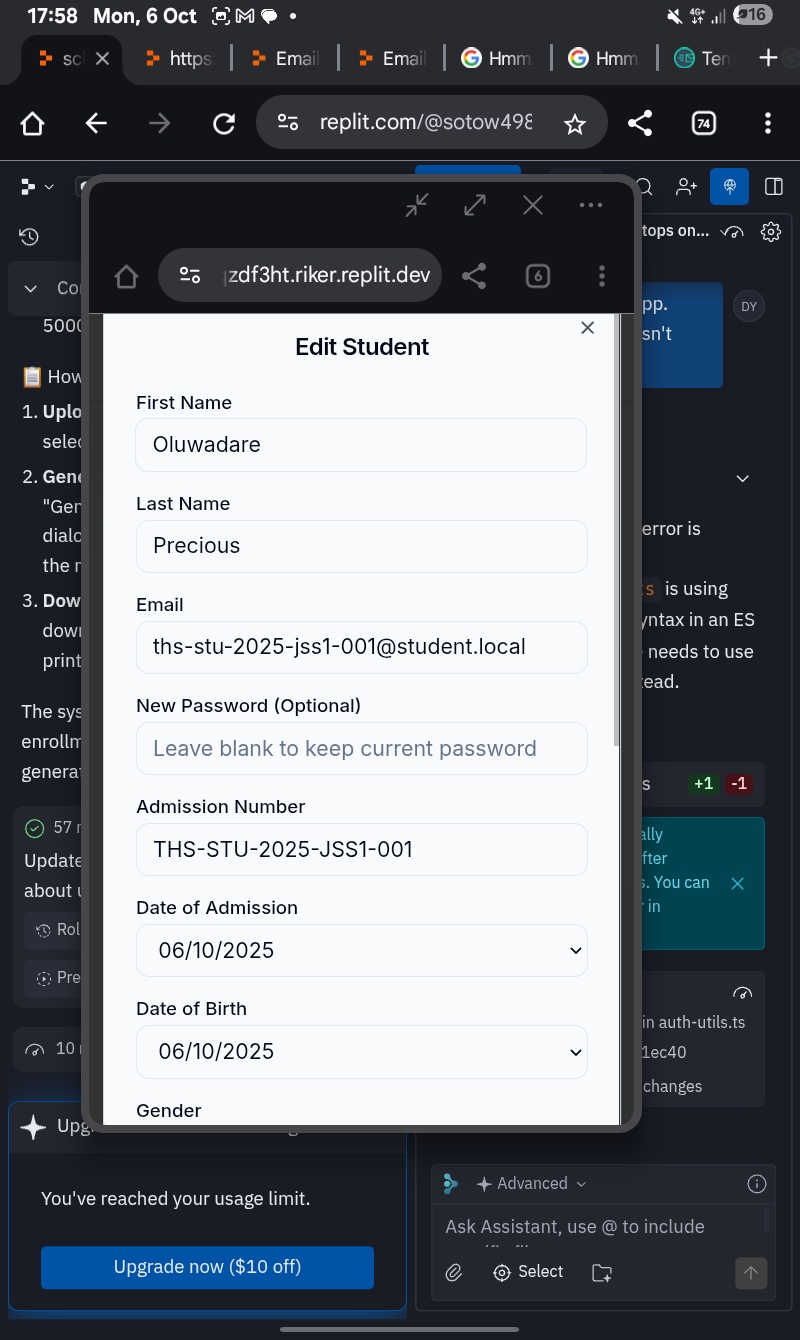 17:58 Mon, 6 Oct
4G+
16
scl
https:
Email
Email
Hmm.
Hmm.
Tem
replit.com/@sotow498
74
tops on...
zdf3ht.riker.replit.dev
6
Edit Student
First Name
Oluwadare
Last Name
Precious
Email
ths-stu-2025-jss1-001@student.local
New Password (Optional)
Leave blank to keep current password
Admission Number
THS-STU-2025-JSS1-001
Date of Admission
06/10/2025
Date of Birth
06/10/2025
Gender
Con
5000
📋 How
1. Uplo
selec
2. Gene
"Gen
dialo
the n
3. Dow
down
print
The sys
enrollm
generat
57 m
Update
about u
Rol
Pre
10 m
Upg
You've reached your usage limit.
Upgrade now ($10 off)
pp.
sn't
DY
error is
s is using
yntax in an ES
needs to use
tead.
s +1 -1
ally
fter
s. You can
r in
in auth-utils.ts
1ec40
changes
Advanced
Ask Assistant, use @ to include
Select